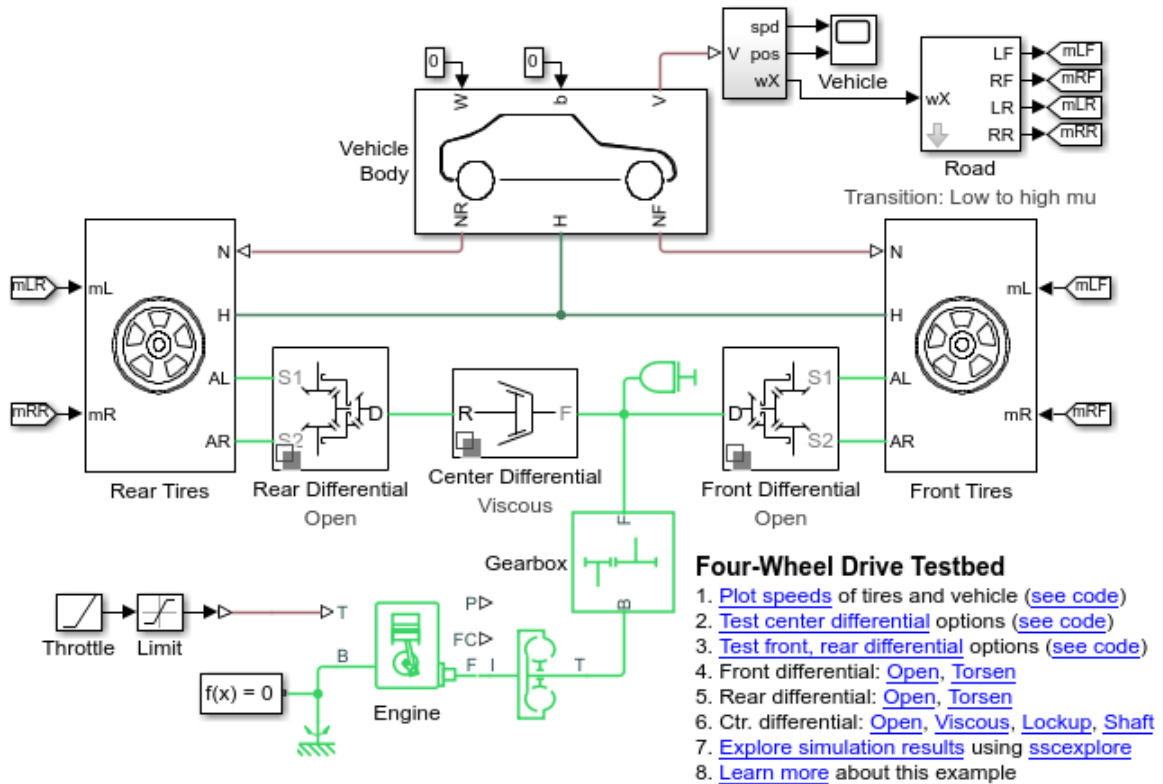 spd
V pos
wX
Vehicle
0
0
W b V
Vehicle
Body
NR H NF
wX
LF
RF
LR
RR
mLF
mRF
mLR
mRR
Road
Transition: Low to high mu
mLR
mRR
N
mL
H
AL
mR
AR
Rear Tires
S1
D
S2
Rear Differential
Open
R F
Center Differential
Viscous
S1
D
S2
Front Differential
Open
N
mL
H
AL
mR
AR
Front Tires
mLF
mRF
F
Gearbox
B
Throttle
Limit
T
P
FC
B
F I
T
f(x) = 0
Engine
Four-Wheel Drive Testbed
1. Plot speeds of tires and vehicle (see code)
2. Test center differential options (see code)
3. Test front, rear differential options (see code)
4. Front differential: Open, Torsen
5. Rear differential: Open, Torsen
6. Ctr. differential: Open, Viscous, Lockup, Shaft
7. Explore simulation results using sscexplore
8. Learn more about this example